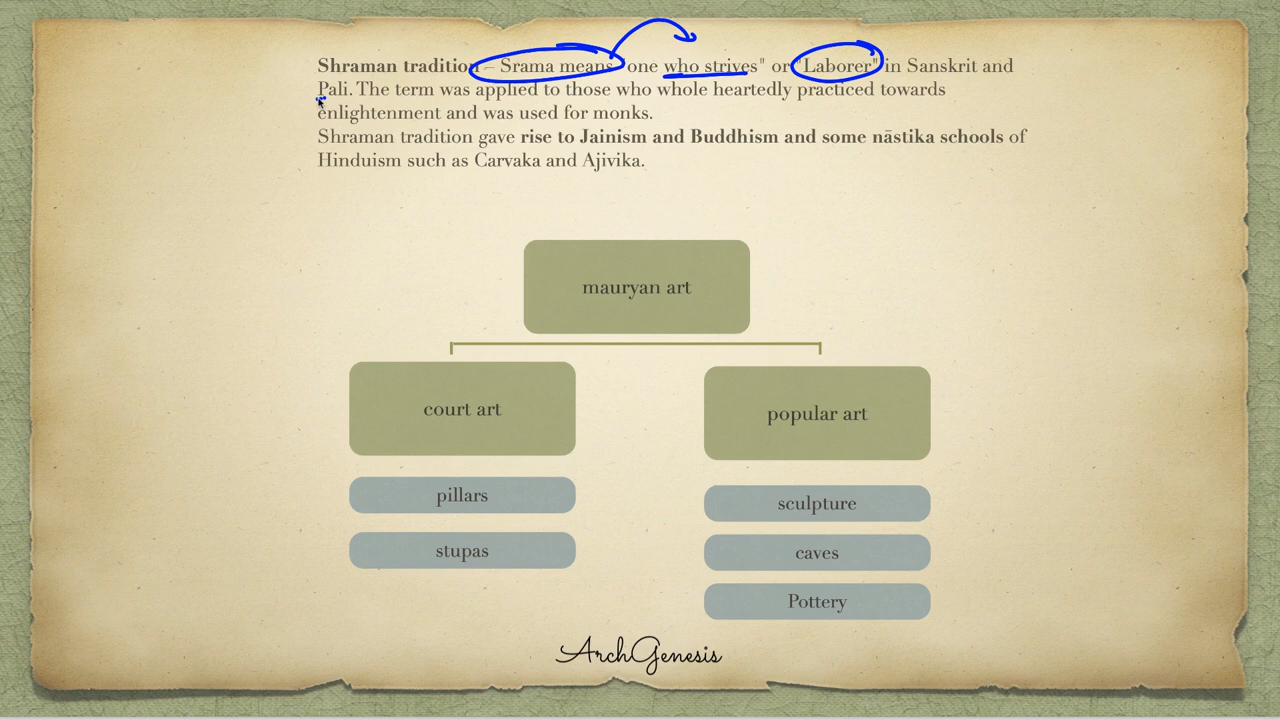 Shraman tradition – Srama means "one who strives" or "Laborer" in Sanskrit and
Pali. The term was applied to those who whole heartedly practiced towards
enlightenment and was used for monks.
Shraman tradition gave rise to Jainism and Buddhism and some nāstika schools of
Hinduism such as Carvaka and Ajivika.
mauryan art
court art
popular art
pillars
stupas
sculpture
caves
Pottery
ArchGenesis